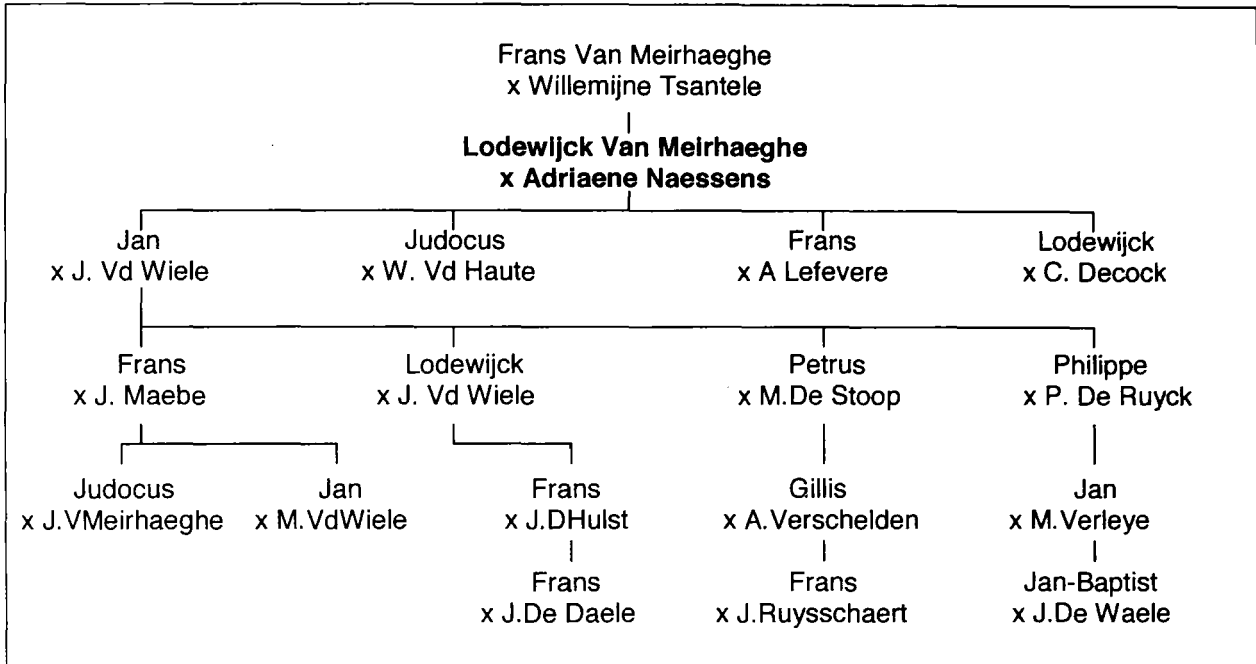 Frans Van Meirhaeghe
x Willemijne Tsantele
Lodewijck Van Meirhaeghe
x Adriaene Naessens
Jan
x J. Vd Wiele
Judocus
x W. Vd Haute
Frans
x A Lefevere
Lodewijck
x C. Decock
Frans
x J. Maebe
Lodewijck
x J. Vd Wiele
Petrus
x M.De Stoop
Philippe
x P. De Ruyck
Judocus
x J.VMeirhaeghe
Jan
x M.VdWiele
Frans
x J.DHulst
Gillis
x A.Verschelden
Jan
x M.Verleye
Frans
x J.De Daele
Frans
x J.Ruysschaert
Jan-Baptist
x J.De Waele